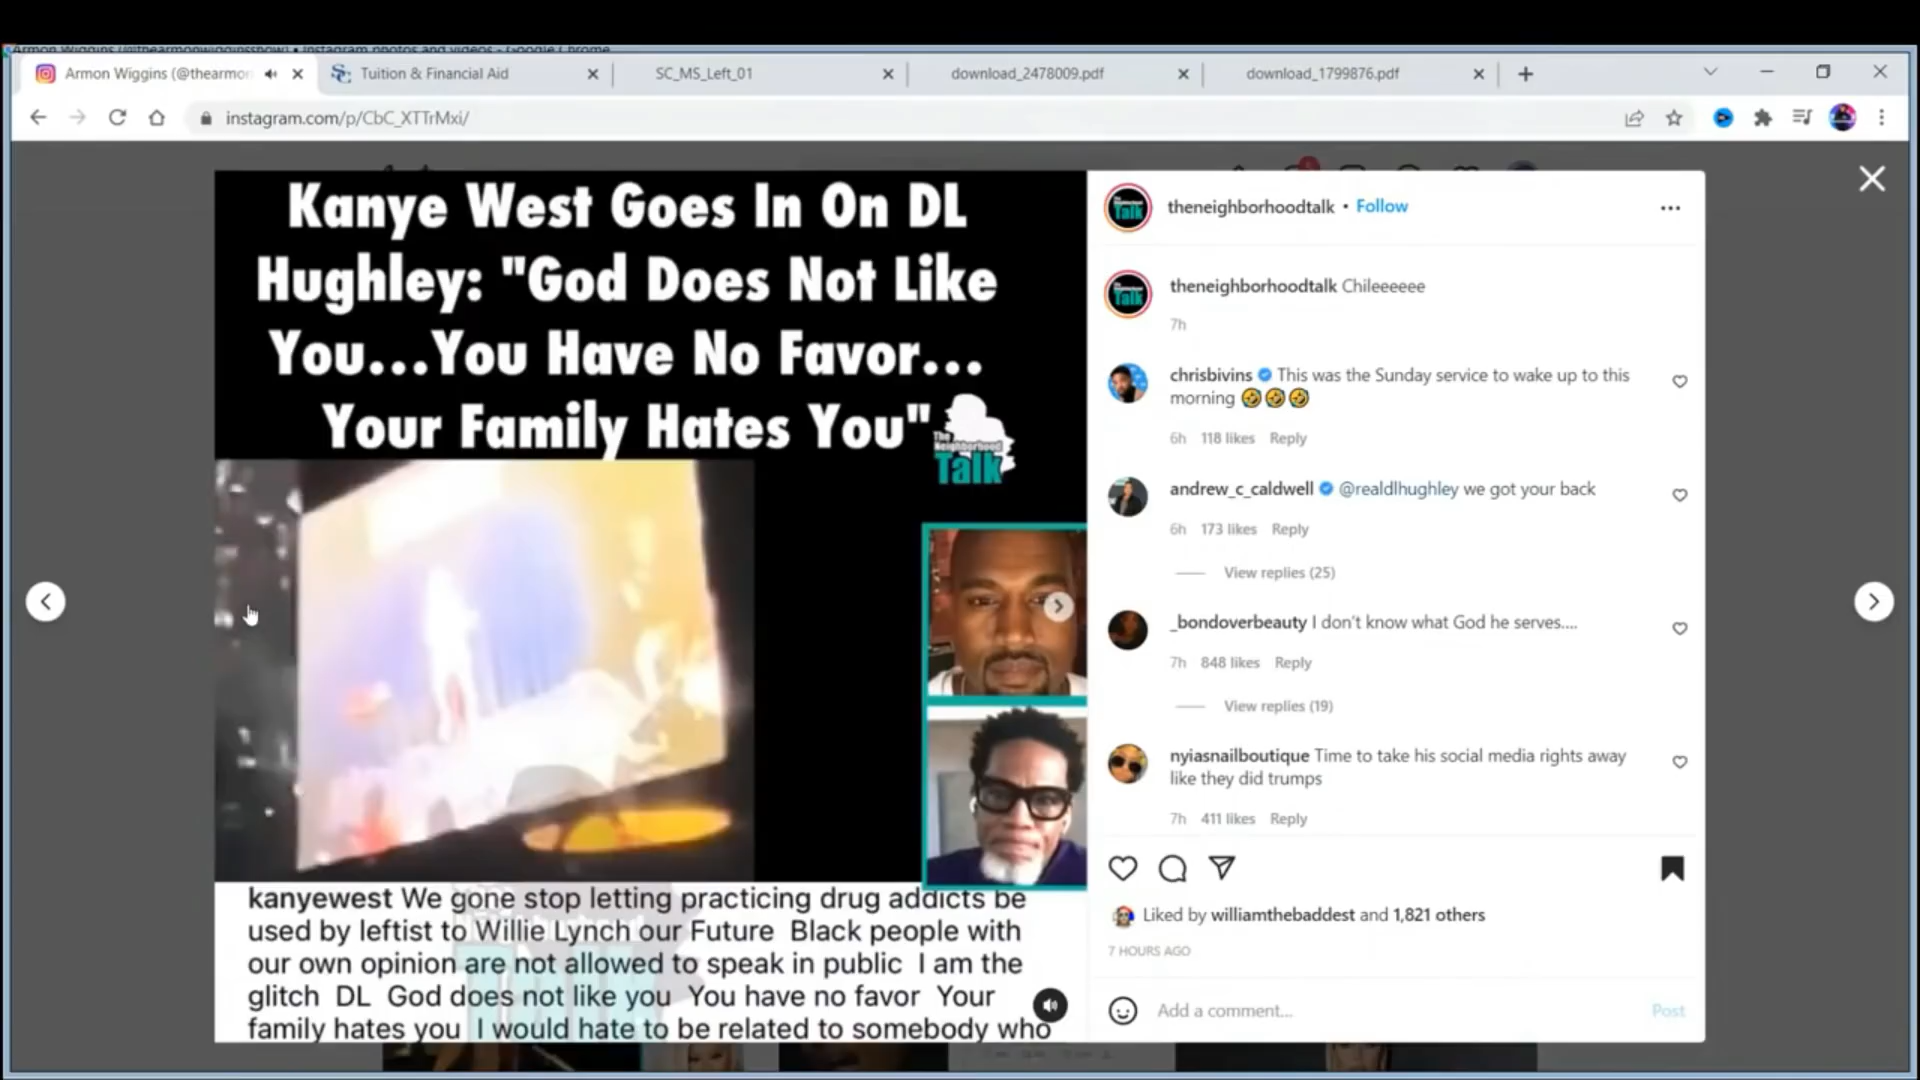 Armon Wiggins (@thearmonwigginsshow) • Instagram photos and videos - Google Chrome
Armon Wiggins (@thearmon
Tuition & Financial Aid
SC_MS_Left_01
download_2478009.pdf
download_1799876.pdf
instagram.com/p/CbC_XTTrMxi/
Kanye West Goes In On DL
Hughley: "God Does Not Like
You...You Have No Favor...
Your Family Hates You"
The
Neighborhood
Talk
kanyewest We gone stop letting practicing drug addicts be
used by leftist to Willie Lynch our Future Black people with
our own opinion are not allowed to speak in public I am the
glitch DL God does not like you You have no favor Your
family hates you I would hate to be related to somebody who
Talk
theneighborhoodtalk • Follow
Talk
theneighborhoodtalk Chileeeeee
7h
chrisbivins This was the Sunday service to wake up to this
morning 🤣🤣🤣
6h 118 likes Reply
andrew_c_caldwell @realdlhughley we got your back
6h 173 likes Reply
View replies (25)
_bondoverbeauty I don't know what God he serves....
7h 848 likes Reply
View replies (19)
nyiasnailboutique Time to take his social media rights away
like they did trumps
7h 411 likes Reply
Liked by williamthebaddest and 1,821 others
7 HOURS AGO
Add a comment...
Post